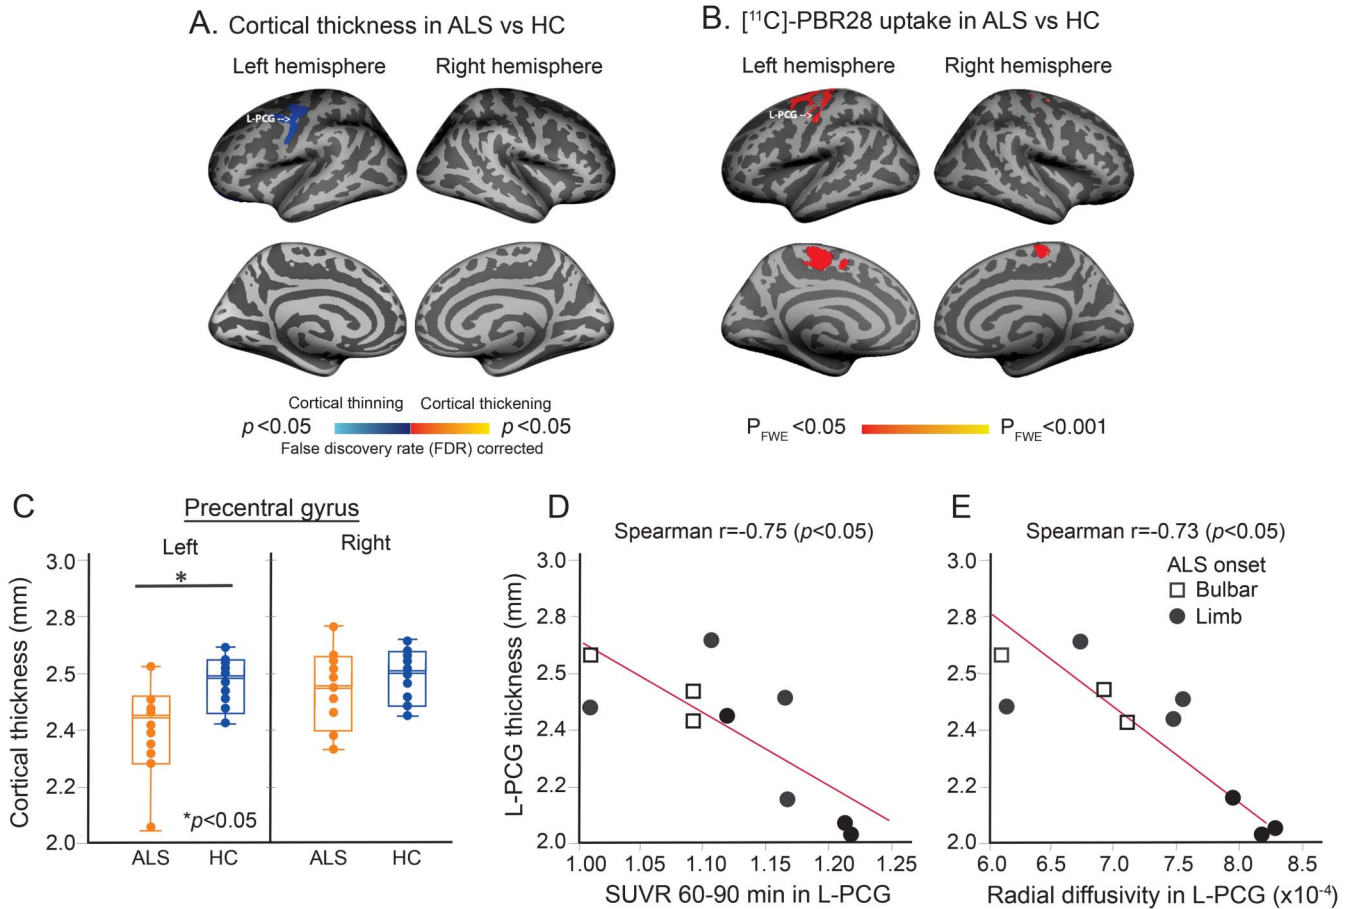 A. Cortical thickness in ALS vs HC
Left hemisphere Right hemisphere
L-PCG -->
Cortical thinning Cortical thickening
p <0.05 p <0.05
False discovery rate (FDR) corrected
B. [¹¹C]-PBR28 uptake in ALS vs HC
Left hemisphere Right hemisphere
L-PCG -->
P_FWE <0.05 P_FWE <0.001
C Precentral gyrus
Left Right
*
Cortical thickness (mm)
3.0
2.8
2.5
2.4
2.2
2.0
*p<0.05
ALS HC ALS HC
D
Spearman r=-0.75 (p<0.05)
L-PCG thickness (mm)
3.0
2.8
2.5
2.4
2.2
2.0
1.00 1.05 1.10 1.15 1.20 1.25
SUVR 60-90 min in L-PCG
E
Spearman r=-0.73 (p<0.05)
ALS onset
Bulbar
Limb
3.0
2.8
2.5
2.4
2.2
2.0
6.0 6.5 7.0 7.5 8.0 8.5
Radial diffusivity in L-PCG (x10⁻⁴)